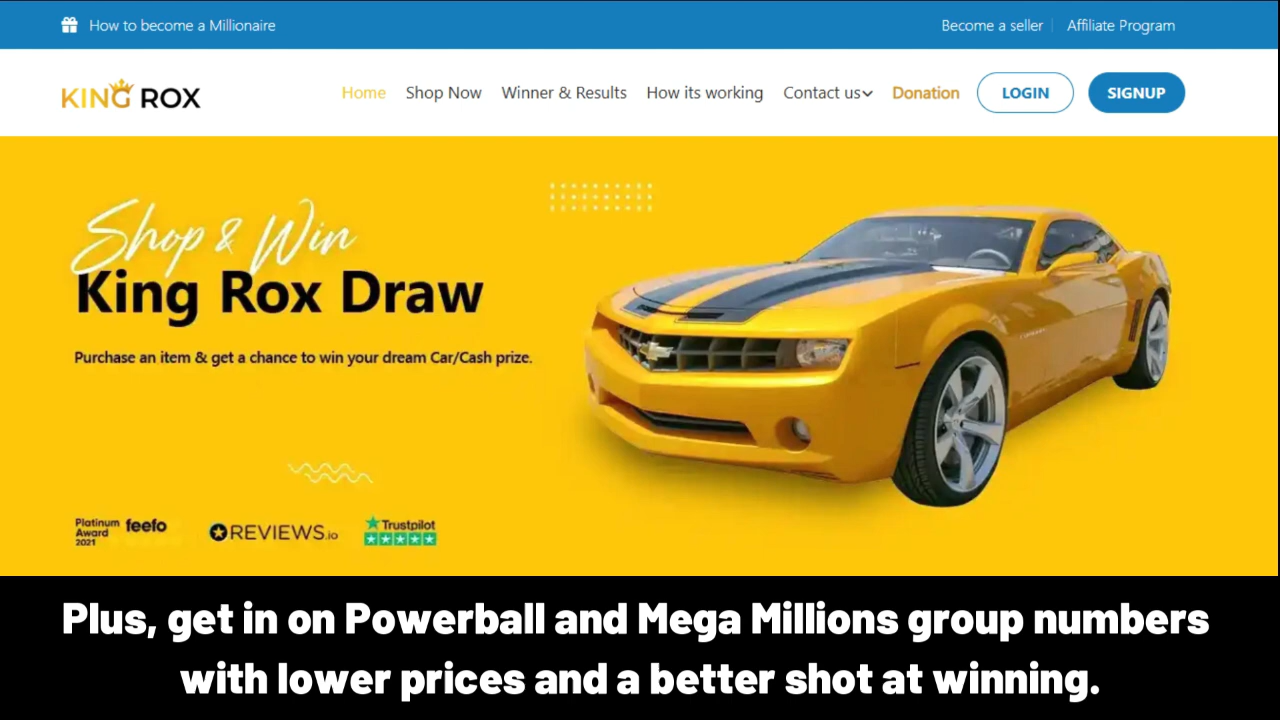 How to become a Millionaire
Become a seller
Affiliate Program
KING ROX
Home
Shop Now
Winner & Results
How its working
Contact us
Donation
LOGIN
SIGNUP
Shop & Win
King Rox Draw
Purchase an item & get a chance to win your dream Car/Cash prize.
Platinum
Award
2021
feefo
REVIEWS.io
Trustpilot
Plus, get in on Powerball and Mega Millions group numbers
with lower prices and a better shot at winning.